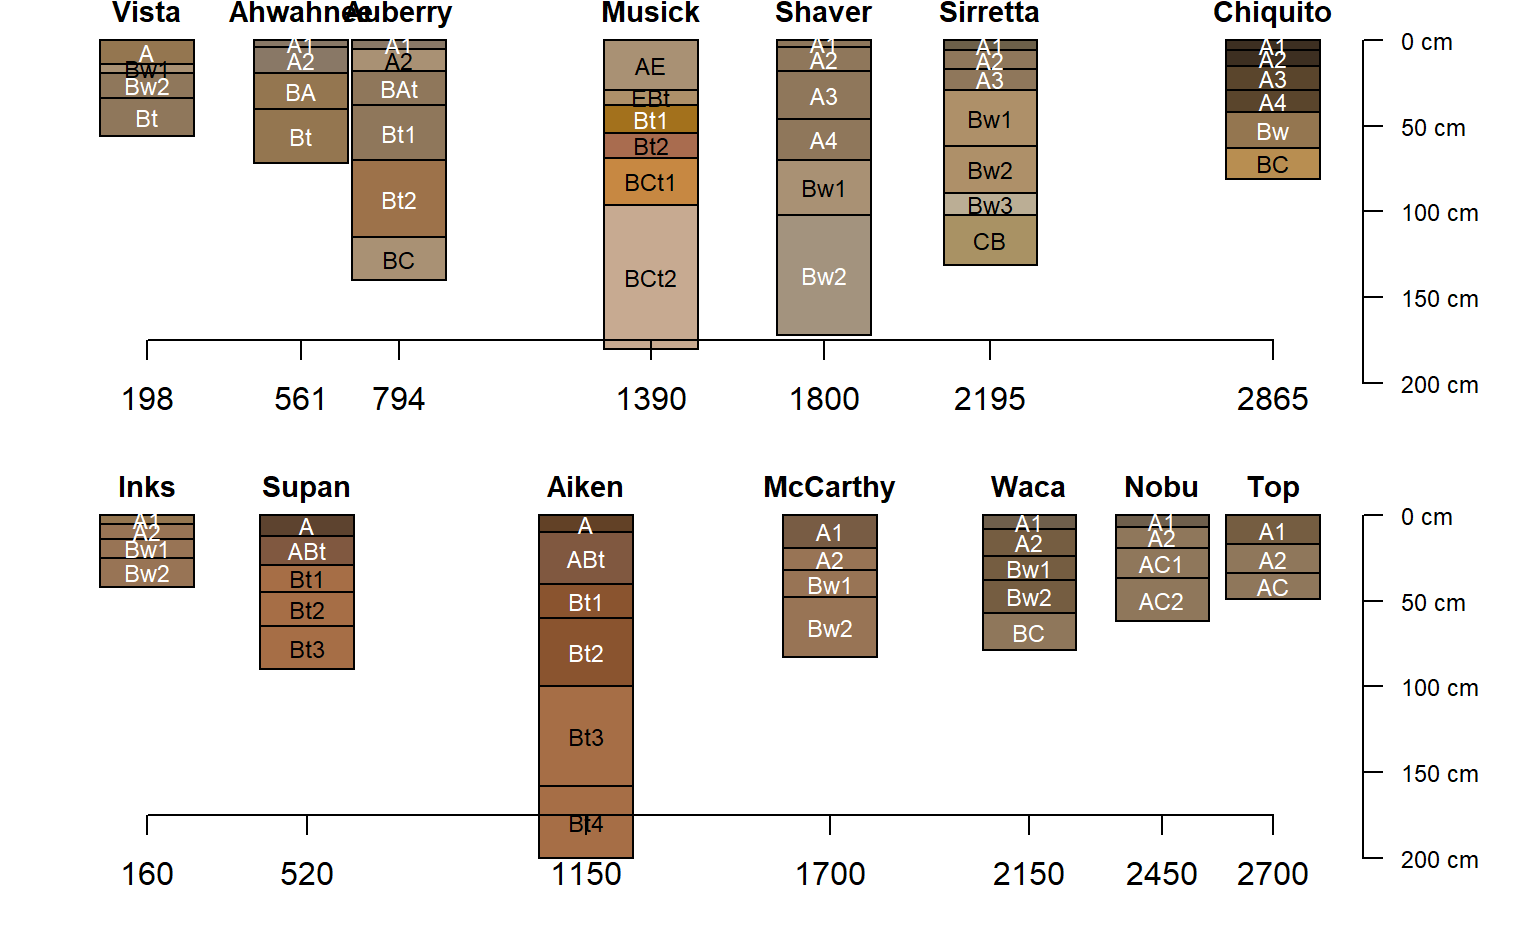 Vista Ahwahnee Auberry Musick Shaver Sirretta Chiquito
A
Bw1
Bw2
Bt
A1
A2
BA
Bt
A1
A2
BAt
Bt1
Bt2
BC
AE
EBt
Bt1
Bt2
BCt1
BCt2
A1
A2
A3
A4
Bw1
Bw2
A1
A2
A3
Bw1
Bw2
Bw3
CB
A1
A2
A3
A4
Bw
BC
0 cm
50 cm
100 cm
150 cm
200 cm
198 561 794 1390 1800 2195 2865
Inks Supan Aiken McCarthy Waca Nobu Top
A1
A2
Bw1
Bw2
A
ABt
Bt1
Bt2
Bt3
A
ABt
Bt1
Bt2
Bt3
Bt4
A1
A2
Bw1
Bw2
A1
A2
Bw1
Bw2
BC
A1
A2
AC1
AC2
A1
A2
AC
0 cm
50 cm
100 cm
150 cm
200 cm
160 520 1150 1700 2150 2450 2700